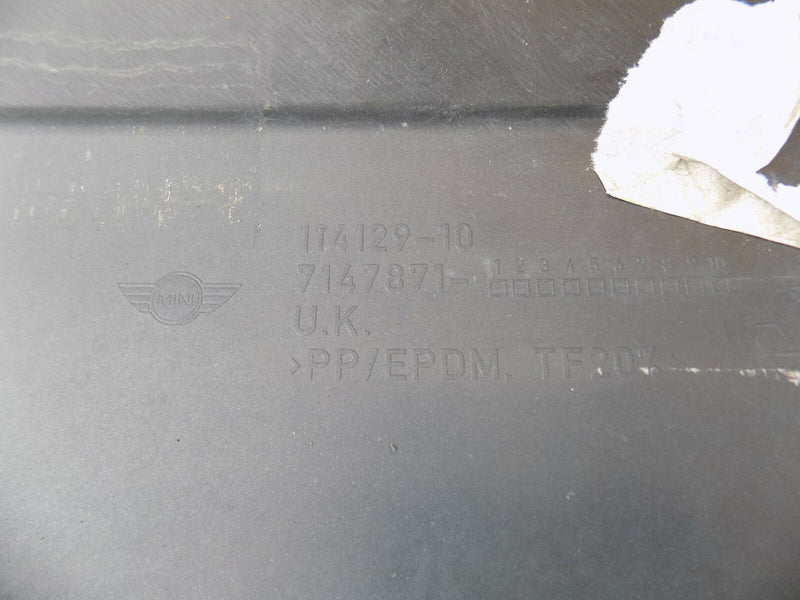 114129-10
7147871- 1 2 3 4 5 6 7 8 9 10
MINI
U.K.
>PP/EPDM. TF20%